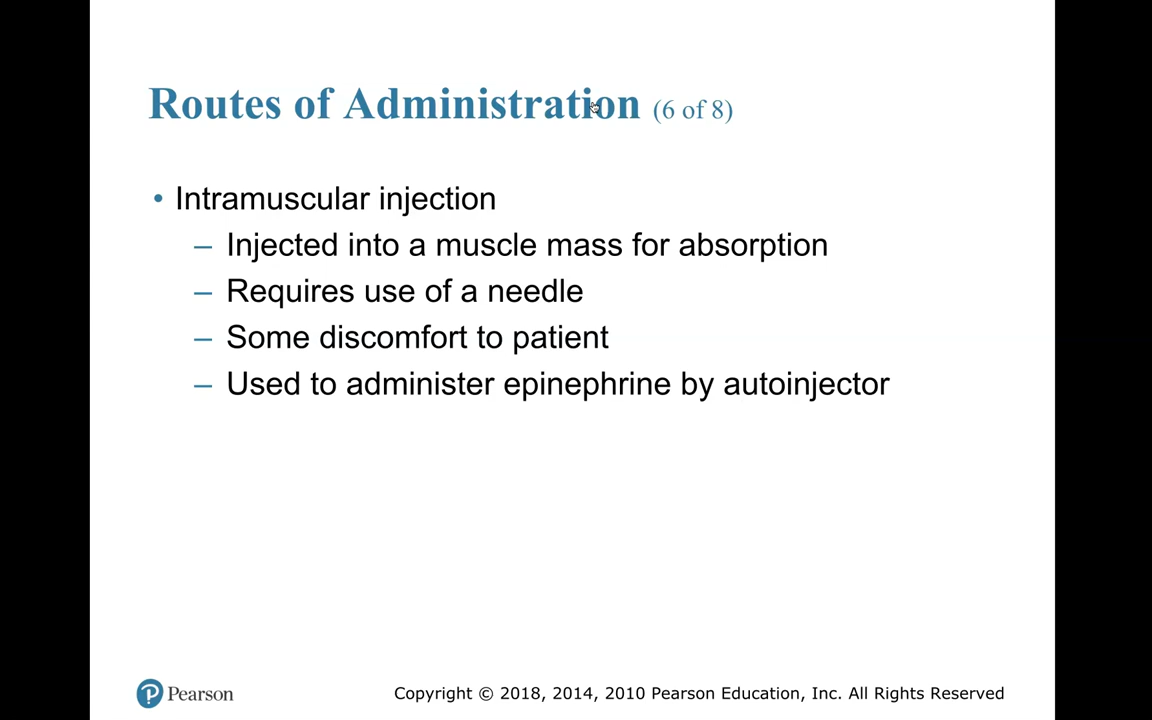 Routes of Administration (6 of 8)
• Intramuscular injection
– Injected into a muscle mass for absorption
– Requires use of a needle
– Some discomfort to patient
– Used to administer epinephrine by autoinjector
Pearson
Copyright © 2018, 2014, 2010 Pearson Education, Inc. All Rights Reserved